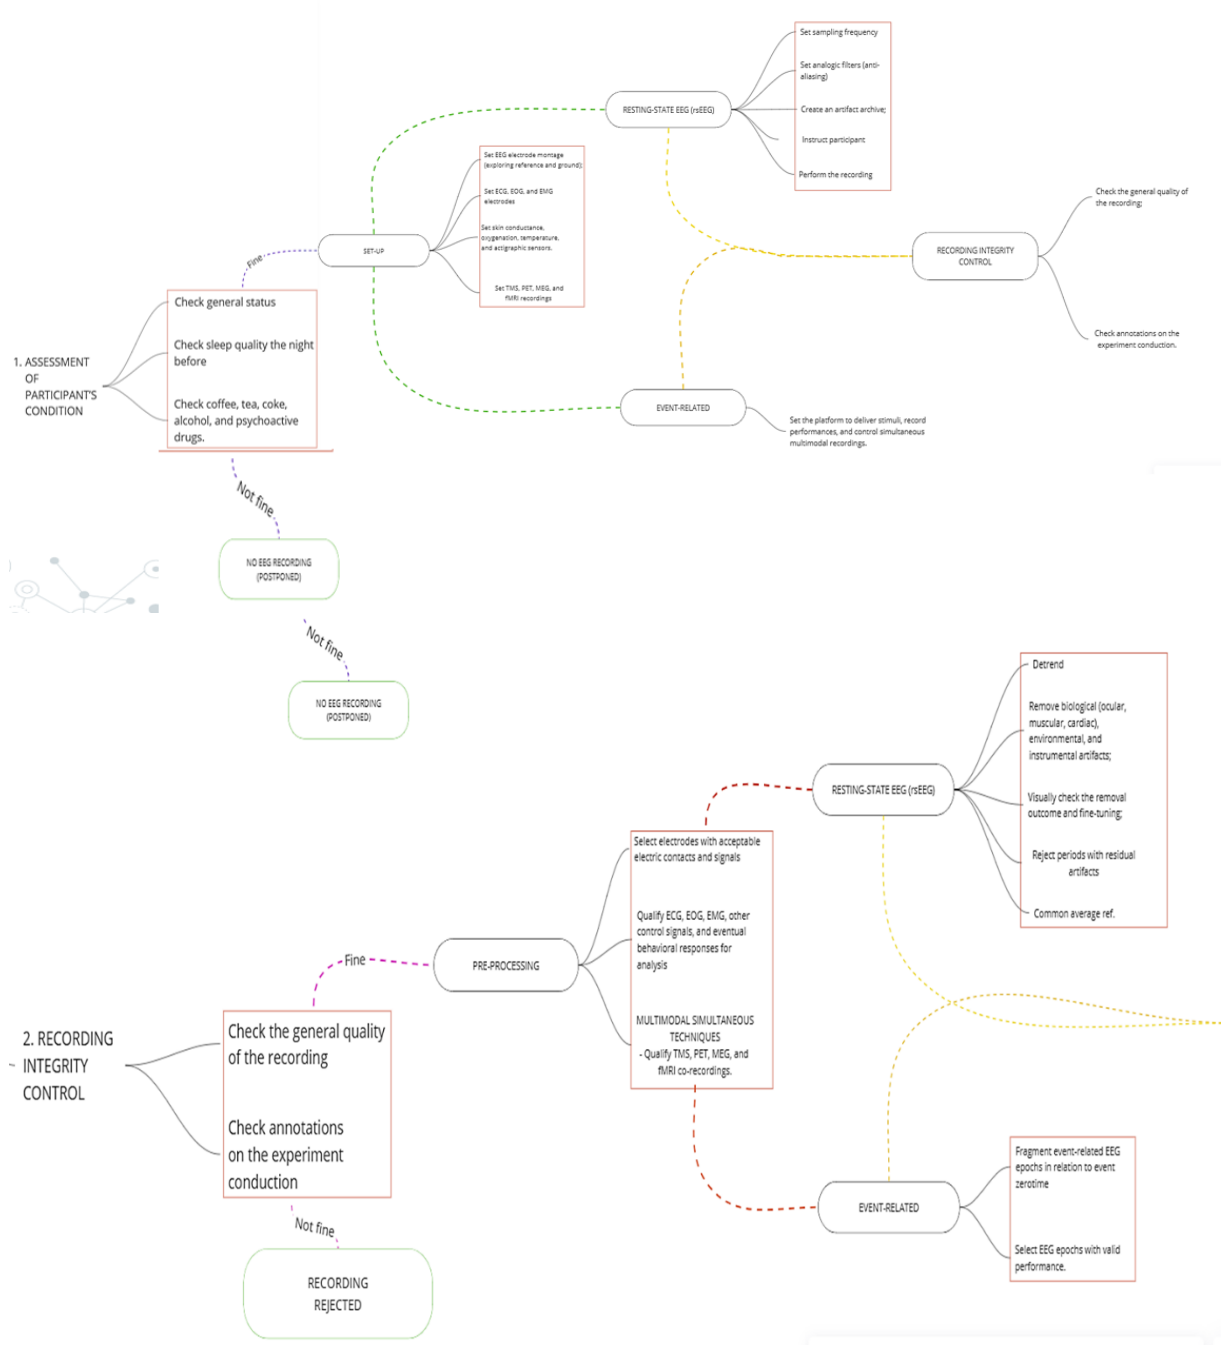 Set sampling frequency
Set analogic filters (anti-
aliasing)
RESTING-STATE EEG (rsEEG)
Create an artifact archive;
Instruct participant
Perform the recording
Set EEG electrode montage
(exploring reference and ground);
Set ECG, EOG, and EMG
electrodes
Set skin conductance,
oxygenation, temperature,
and actigraphic sensors.
Set TMS, PET, MEG, and
fMRI recordings
SET-UP
Fine
Check the general quality of
the recording;
RECORDING INTEGRITY
CONTROL
Check annotations on the
experiment conduction.
1. ASSESSMENT
OF
PARTICIPANT'S
CONDITION
Check general status
Check sleep quality the night
before
Check coffee, tea, coke,
alcohol, and psychoactive
drugs.
EVENT-RELATED
Set the platform to deliver stimuli, record
performances, and control simultaneous
multimodal recordings.
Not fine
NO EEG RECORDING
(POSTPONED)
Not fine
NO EEG RECORDING
(POSTPONED)
Detrend
Remove biological (ocular,
muscular, cardiac),
environmental, and
instrumental artifacts;
RESTING-STATE EEG (rsEEG)
Visually check the removal
outcome and fine-tuning;
Reject periods with residual
artifacts
Common average ref.
Select electrodes with acceptable
electric contacts and signals
Qualify ECG, EOG, EMG, other
control signals, and eventual
behavioral responses for
analysis
MULTIMODAL SIMULTANEOUS
TECHNIQUES
- Qualify TMS, PET, MEG, and
fMRI co-recordings.
PRE-PROCESSING
Fine
2. RECORDING
INTEGRITY
CONTROL
Check the general quality
of the recording
Check annotations
on the experiment
conduction
Not fine
RECORDING
REJECTED
EVENT-RELATED
Fragment event-related EEG
epochs in relation to event
zerotime
Select EEG epochs with valid
performance.